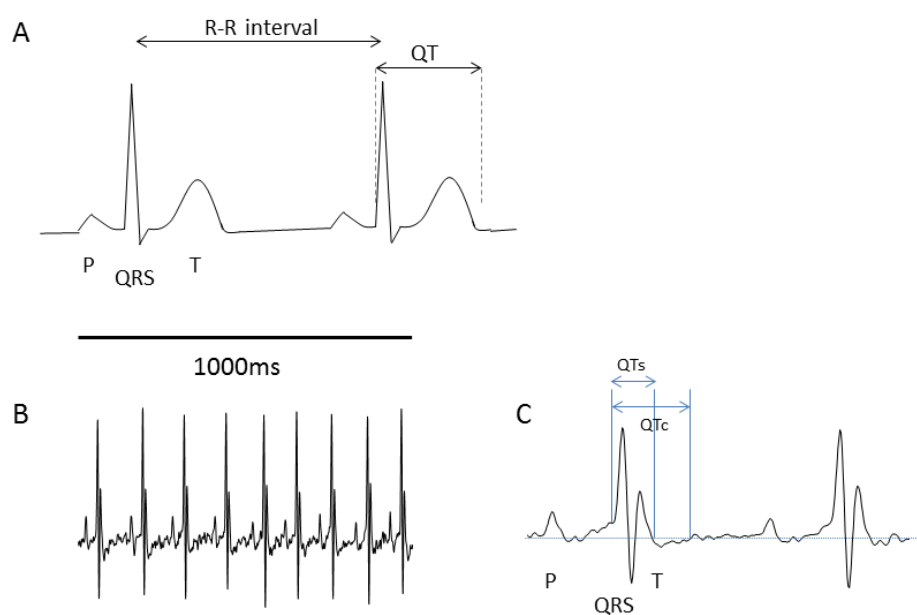 A
R-R interval
QT
P
QRS
T
1000ms
B
C
QTs
QTc
P
QRS
T